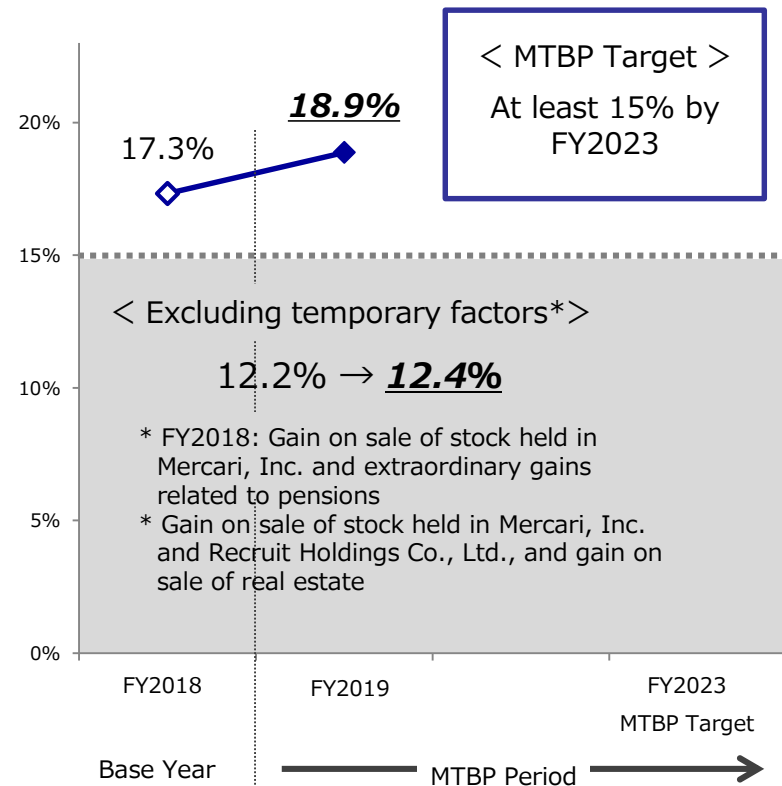 ＜ MTBP Target ＞
At least 15% by
FY2023
20%
17.3%
18.9%
15%
＜ Excluding temporary factors*＞
12.2% → 12.4%
10%
* FY2018: Gain on sale of stock held in
Mercari, Inc. and extraordinary gains
related to pensions
5%
* Gain on sale of stock held in Mercari, Inc.
and Recruit Holdings Co., Ltd., and gain on
sale of real estate
0%
FY2018
FY2019
FY2023
MTBP Target
Base Year
MTBP Period